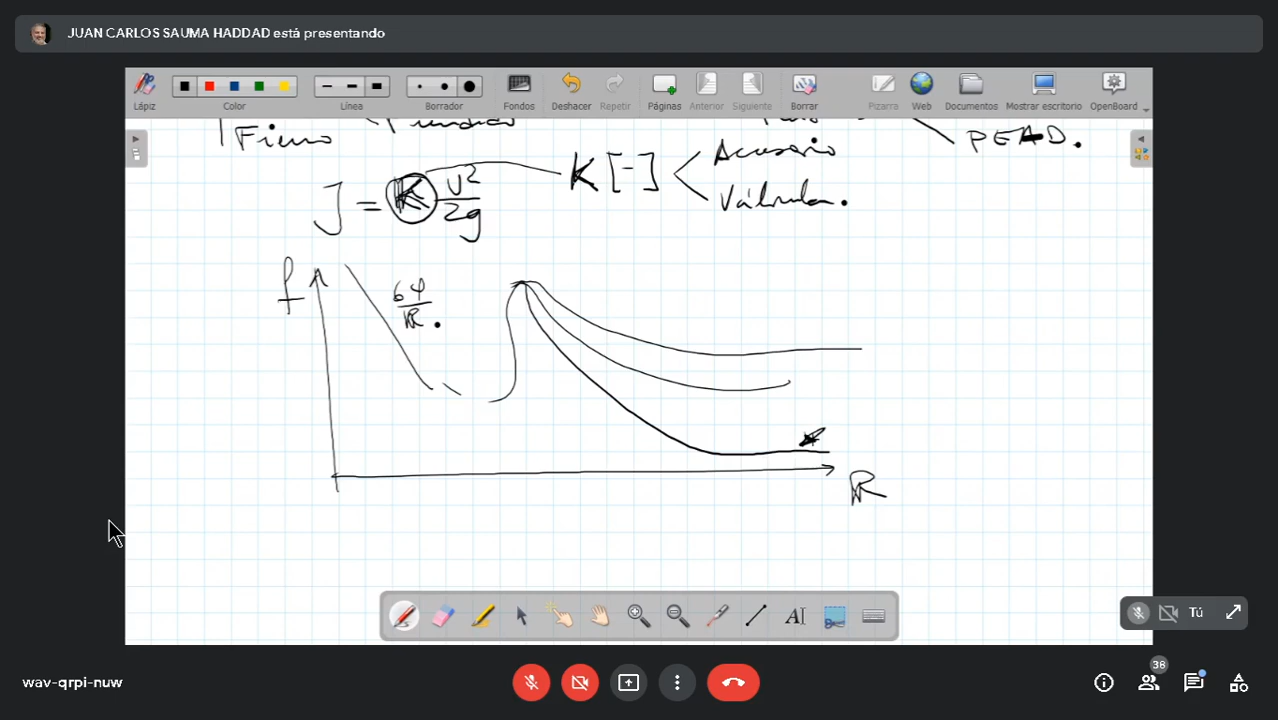 JUAN CARLOS SAUMA HADDAD está presentando
Lápiz
Color
Línea
Borrador
Fondos
Deshacer
Repetir
Páginas
Anterior
Siguiente
Borrar
Pizarra
Web
Documentos
Mostrar escritorio
OpenBoard
Fierro
PEAD.
J = K V²/2g
K [-]
Accesorio
Válvula.
f
64/R.
R
Tú
wav-qrpi-nuw
38